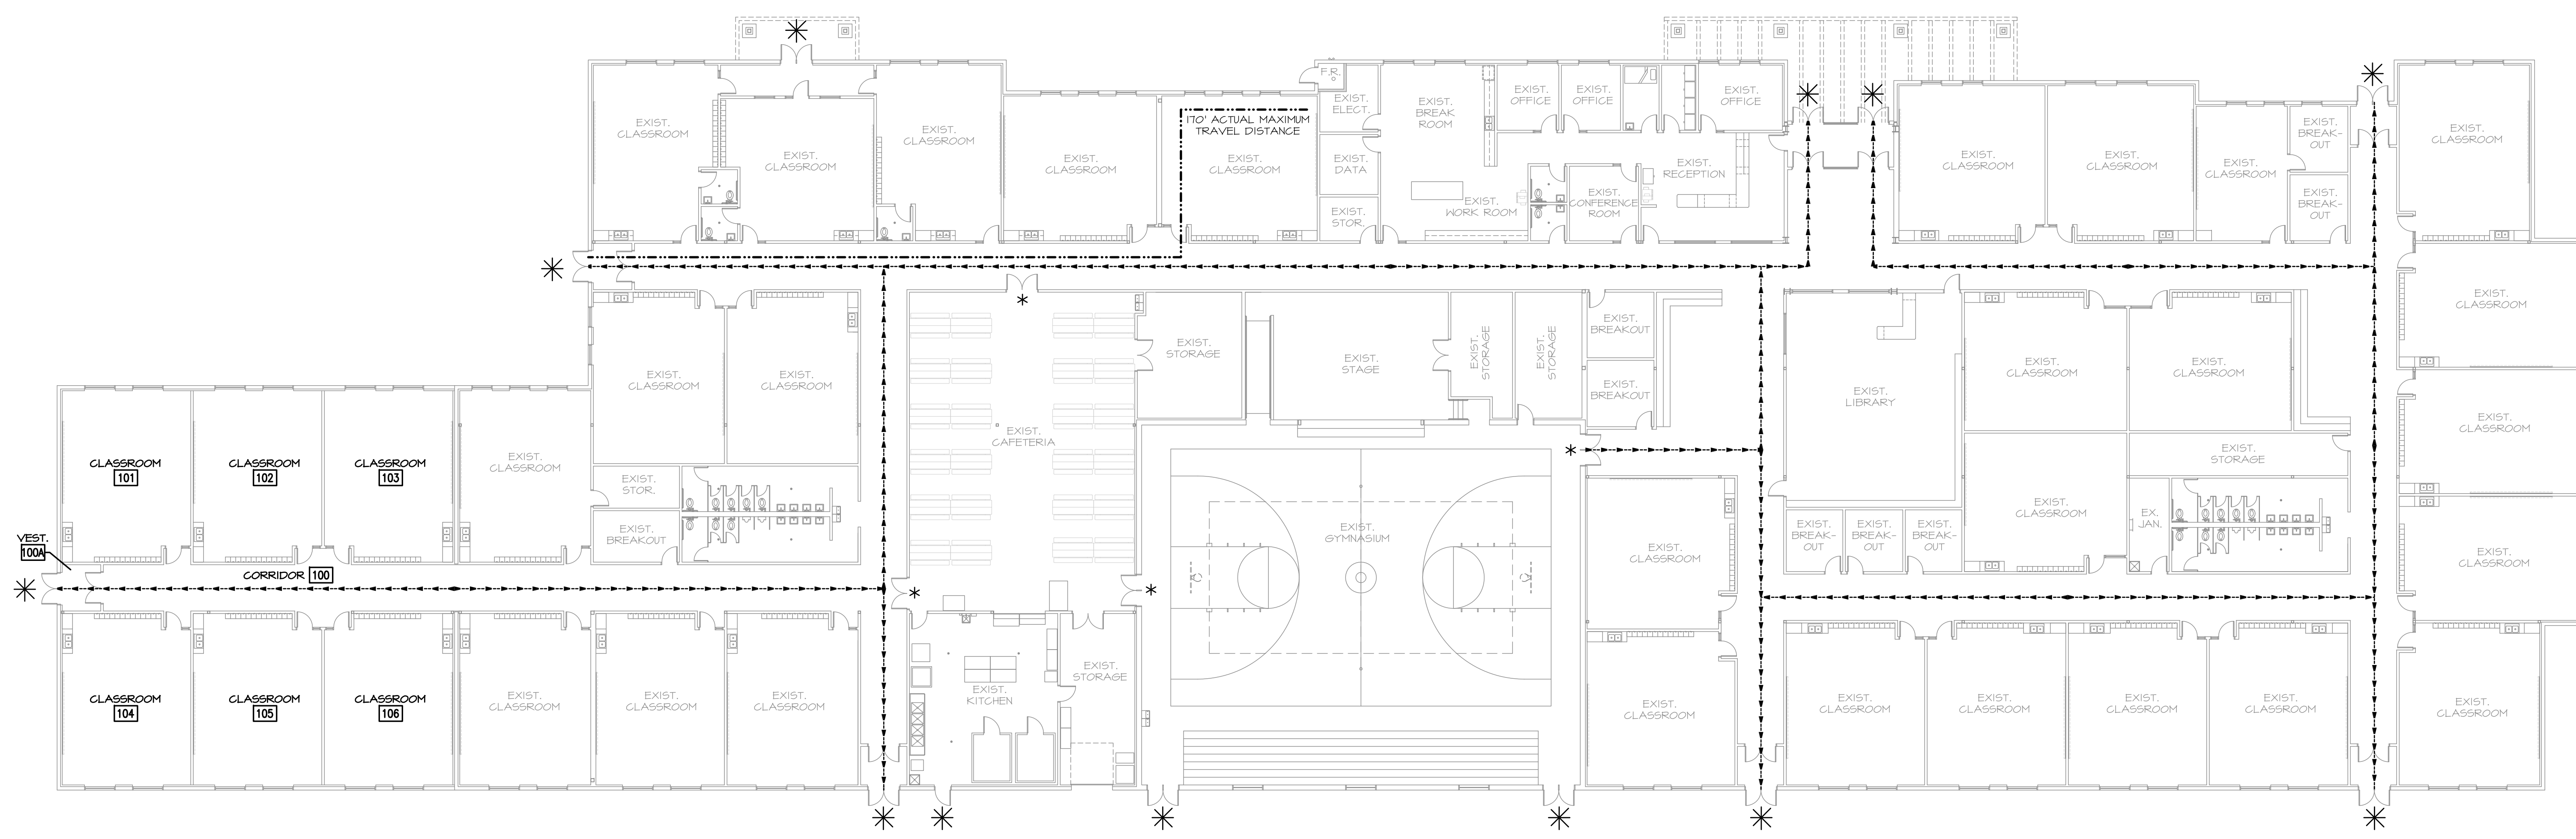 EXIST.
CLASSROOM
EXIST.
CLASSROOM
EXIST.
CLASSROOM
EXIST.
CLASSROOM
170' ACTUAL MAXIMUM
TRAVEL DISTANCE
EXIST.
CLASSROOM
F.R.
EXIST.
ELECT.
EXIST.
DATA
EXIST.
STOR.
EXIST.
BREAK
ROOM
EXIST.
WORK ROOM
EXIST.
OFFICE
EXIST.
OFFICE
EXIST.
OFFICE
EXIST.
CONFERENCE
ROOM
EXIST.
RECEPTION
EXIST.
CLASSROOM
EXIST.
CLASSROOM
EXIST.
CLASSROOM
EXIST.
BREAK-
OUT
EXIST.
BREAK-
OUT
EXIST.
CLASSROOM
EXIST.
CLASSROOM
EXIST.
CLASSROOM
EXIST.
CLASSROOM
EXIST.
CLASSROOM
EXIST.
CLASSROOM
EXIST.
CLASSROOM
EXIST.
CAFETERIA
EXIST.
STORAGE
EXIST.
STAGE
EXIST.
STORAGE
EXIST.
STORAGE
EXIST.
BREAKOUT
EXIST.
BREAKOUT
EXIST.
LIBRARY
EXIST.
CLASSROOM
EXIST.
CLASSROOM
EXIST.
STORAGE
EXIST.
CLASSROOM
EX.
JAN.
EXIST.
BREAK-
OUT
EXIST.
BREAK-
OUT
EXIST.
BREAK-
OUT
CLASSROOM
101
CLASSROOM
102
CLASSROOM
103
EXIST.
CLASSROOM
EXIST.
STOR.
EXIST.
BREAKOUT
VEST.
100A
CORRIDOR 100
EXIST.
GYMNASIUM
EXIST.
CLASSROOM
EXIST.
CLASSROOM
CLASSROOM
104
CLASSROOM
105
CLASSROOM
106
EXIST.
CLASSROOM
EXIST.
CLASSROOM
EXIST.
CLASSROOM
EXIST.
KITCHEN
EXIST.
STORAGE
EXIST.
CLASSROOM
EXIST.
CLASSROOM
EXIST.
CLASSROOM
EXIST.
CLASSROOM